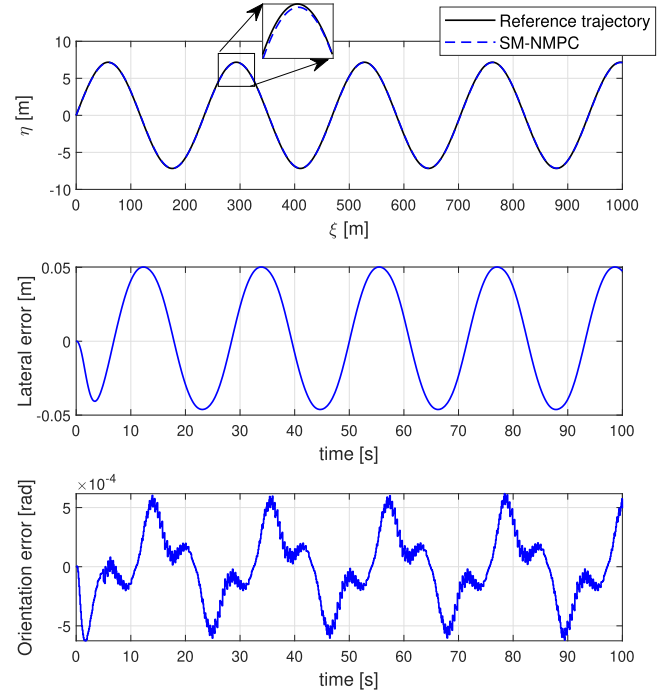 Reference trajectory
SM-NMPC
10
5
0
-5
-10
η [m]
0 100 200 300 400 500 600 700 800 900 1000
ξ [m]
0.05
0
-0.05
Lateral error [m]
0 10 20 30 40 50 60 70 80 90 100
time [s]
×10⁻⁴
5
0
-5
Orientation error [rad]
0 10 20 30 40 50 60 70 80 90 100
time [s]